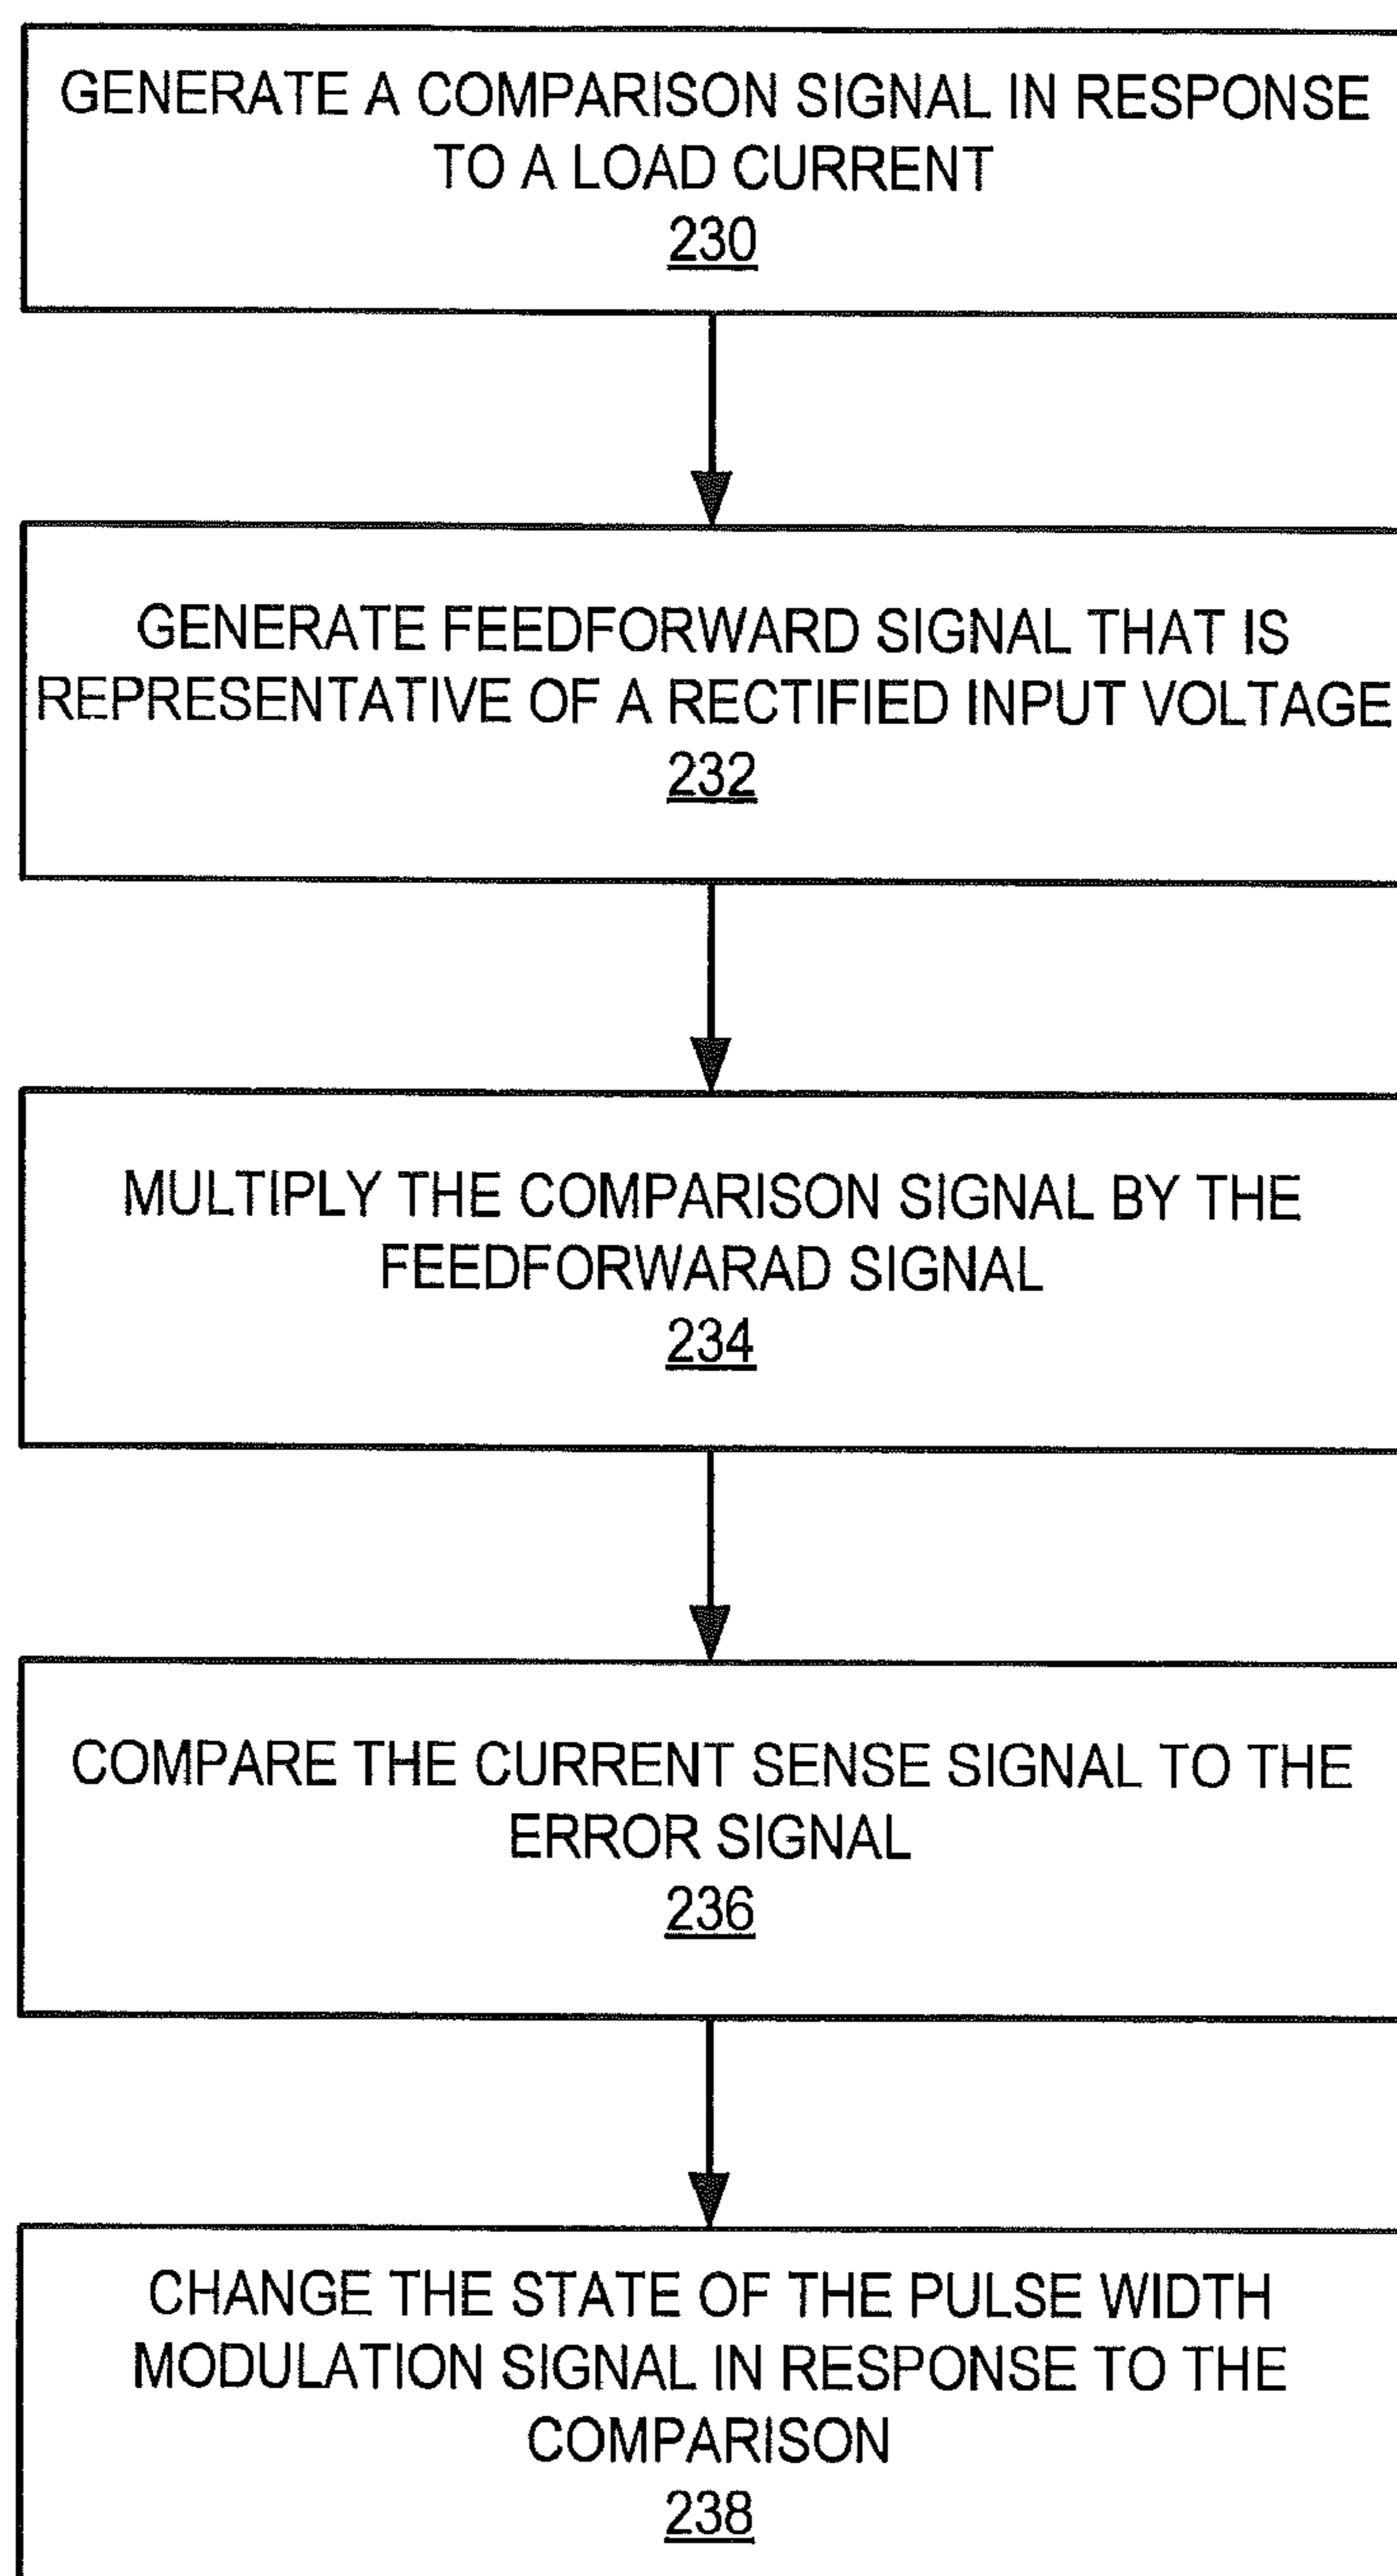 GENERATE A COMPARISON SIGNAL IN RESPONSE
TO A LOAD CURRENT
230
GENERATE FEEDFORWARD SIGNAL THAT IS
REPRESENTATIVE OF A RECTIFIED INPUT VOLTAGE
232
MULTIPLY THE COMPARISON SIGNAL BY THE
FEEDFORWARAD SIGNAL
234
COMPARE THE CURRENT SENSE SIGNAL TO THE
ERROR SIGNAL
236
CHANGE THE STATE OF THE PULSE WIDTH
MODULATION SIGNAL IN RESPONSE TO THE
COMPARISON
238